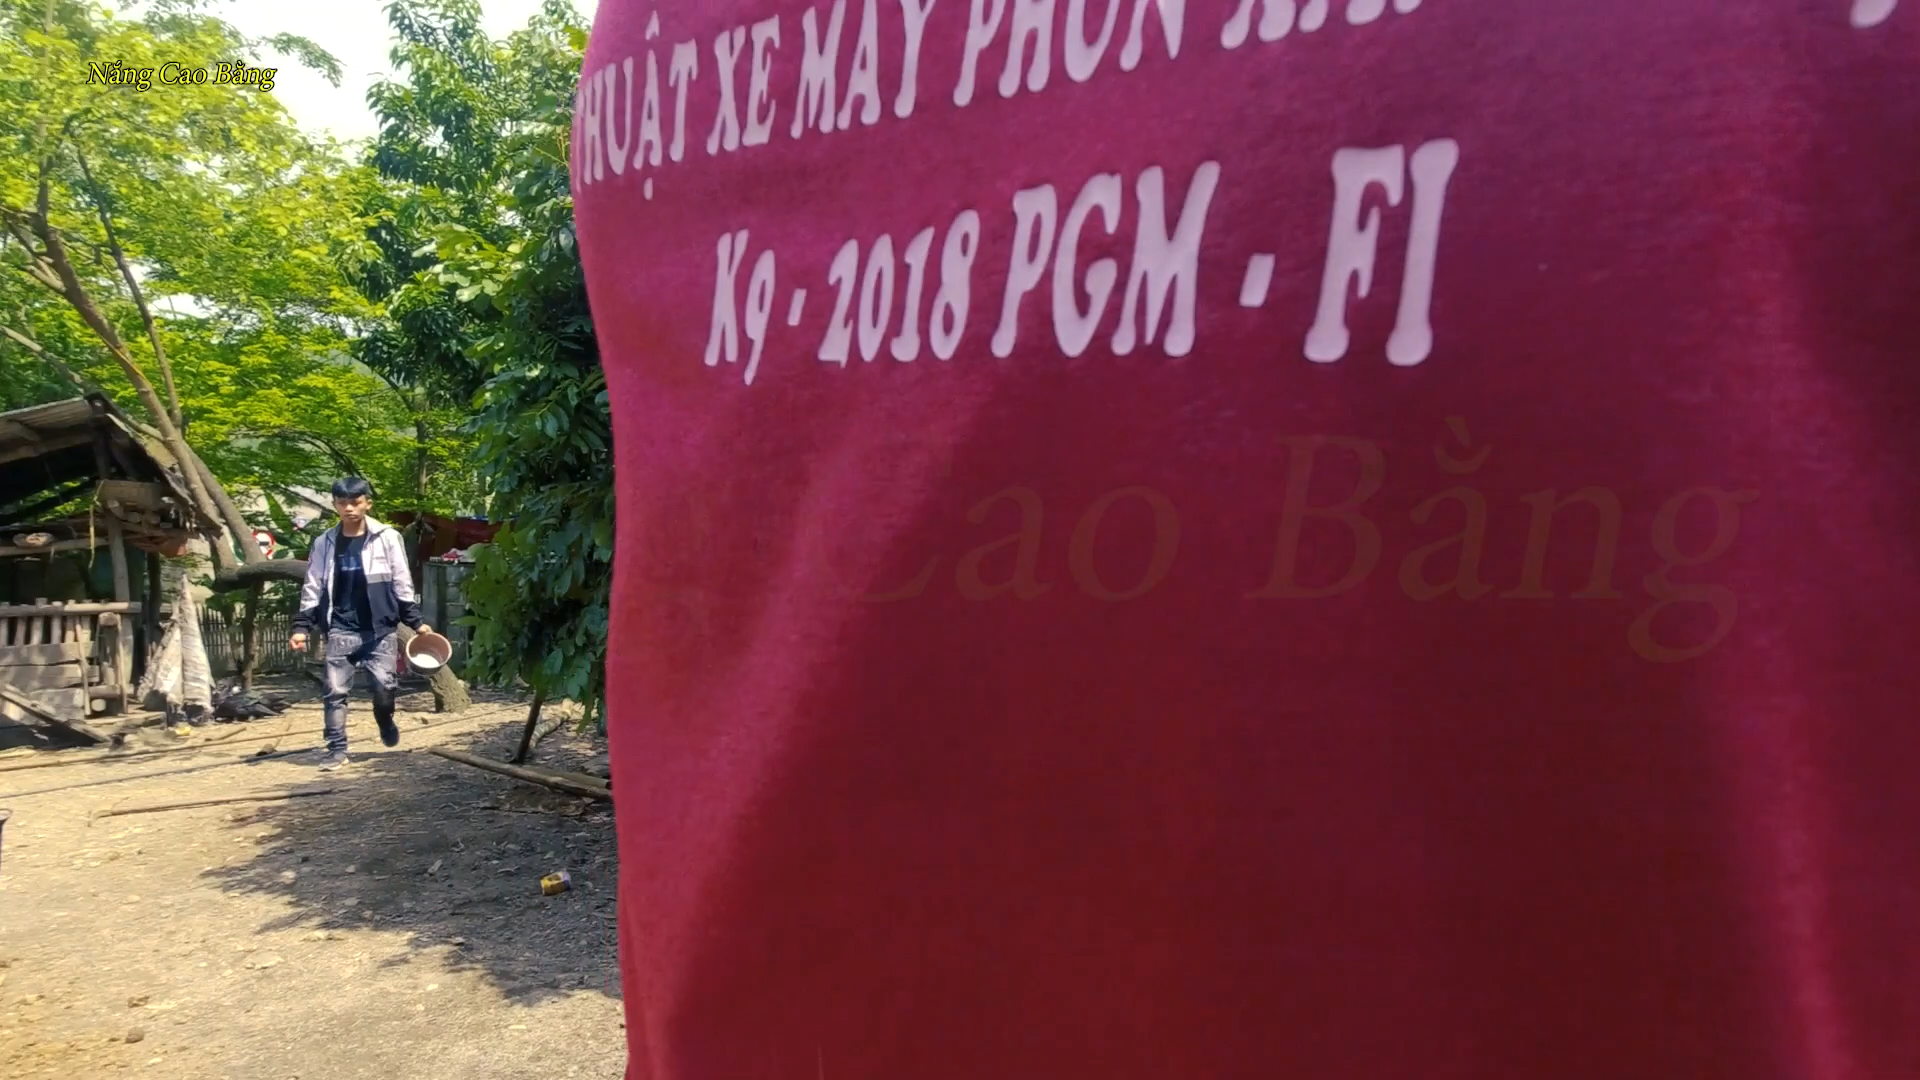 Nắng Cao Bằng
THUẬT XE MÁY PHUN
K9 - 2018 PGM - FI
Cao Bằng